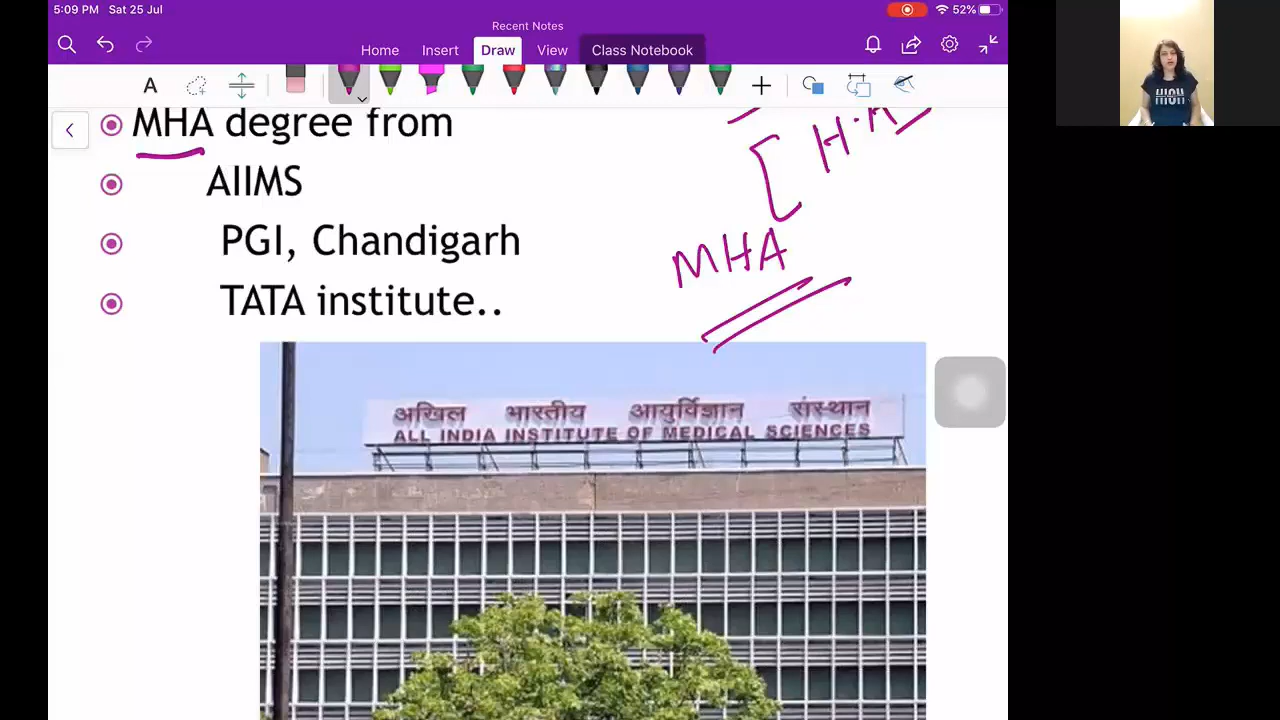 5:09 PM Sat 25 Jul
52%
Recent Notes
Home Insert Draw View Class Notebook
A
MHA degree from
AIIMS
PGI, Chandigarh
TATA institute..
MHA
अखिल भारतीय आयुर्विज्ञान संस्थान
ALL INDIA INSTITUTE OF MEDICAL SCIENCES
HIGH